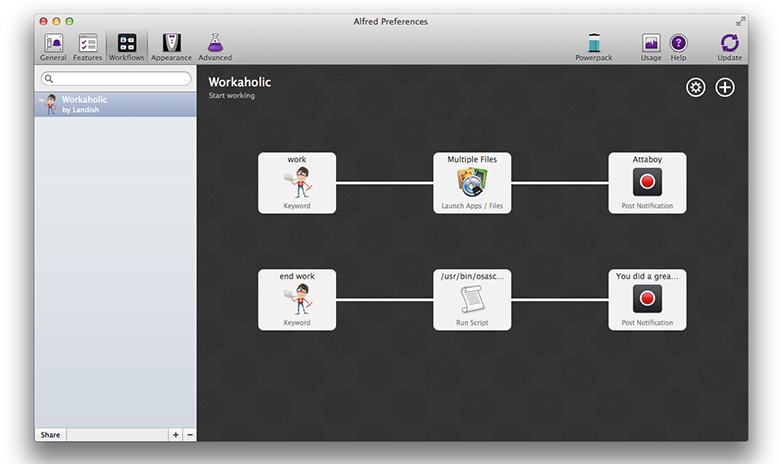 Alfred Preferences
General
Features
Workflows
Appearance
Advanced
Powerpack
Usage
Help
Update
Workaholic
by Landish
Workaholic
Start working
work
Keyword
Multiple Files
Launch Apps / Files
Attaboy
Post Notification
end work
Keyword
/usr/bin/osasc...
Run Script
You did a grea...
Post Notification
Share